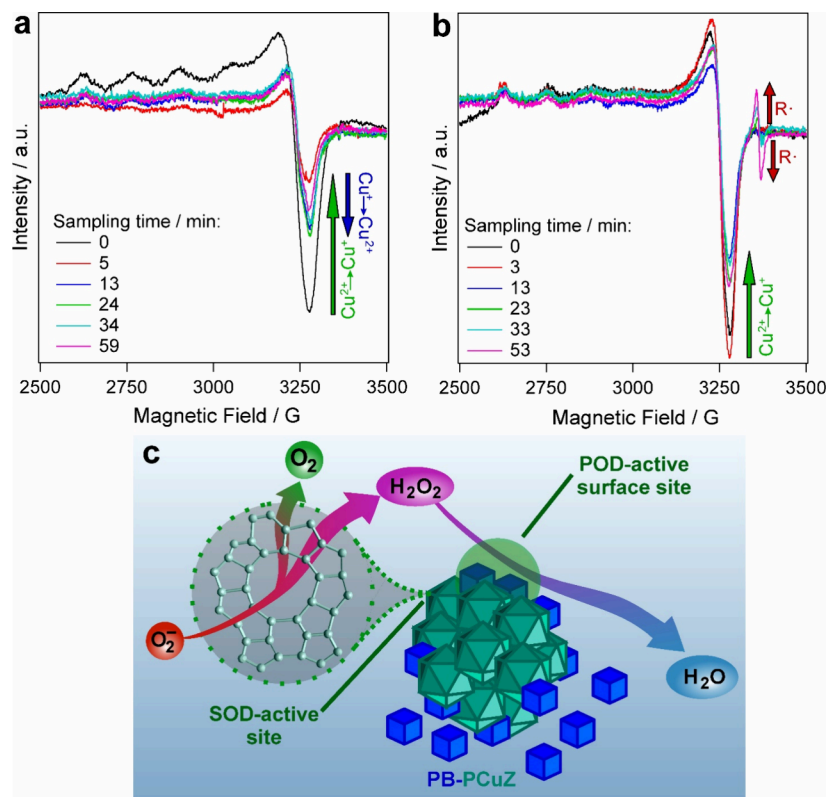 a
Intensity / a.u.
Sampling time / min:
0
5
13
24
34
59
Cu²⁺→Cu⁺
Cu⁺→Cu²⁺
2500 2750 3000 3250 3500
Magnetic Field / G
b
Intensity / a.u.
Sampling time / min:
0
3
13
23
33
53
R·
R·
Cu²⁺→Cu⁺
2500 2750 3000 3250 3500
Magnetic Field / G
c
O₂
H₂O₂
POD-active
surface site
O₂⁻
H₂O
SOD-active
site
PB-PCuZ